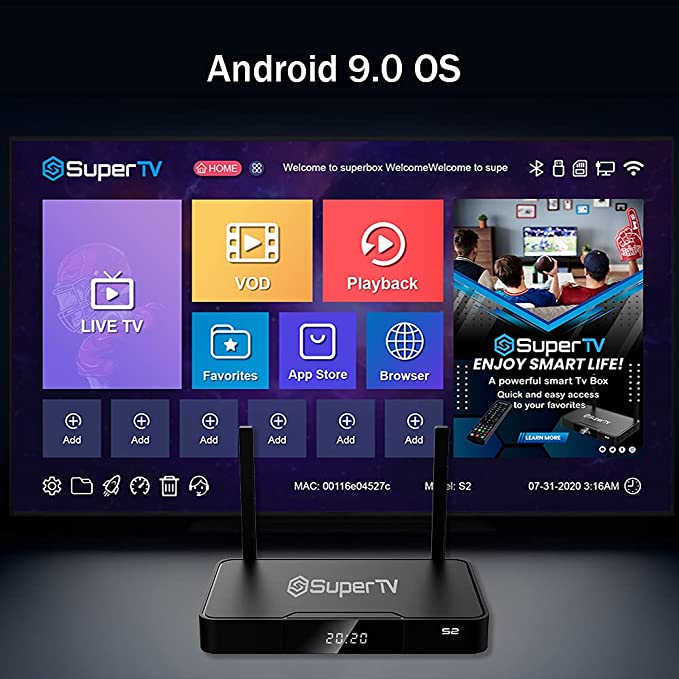 Android 9.0 OS
SuperTV
HOME
Welcome to superbox WelcomeWelcome to supe
LIVE TV
VOD
Playback
Favorites
App Store
Browser
SuperTV
ENJOY SMART LIFE!
A powerful smart Tv Box
Quick and easy access
to your favorites
LEARN MORE
Add
Add
Add
Add
Add
Add
MAC: 00116e04527c
Model: S2
07-31-2020 3:16AM
SuperTV
20:20
S2